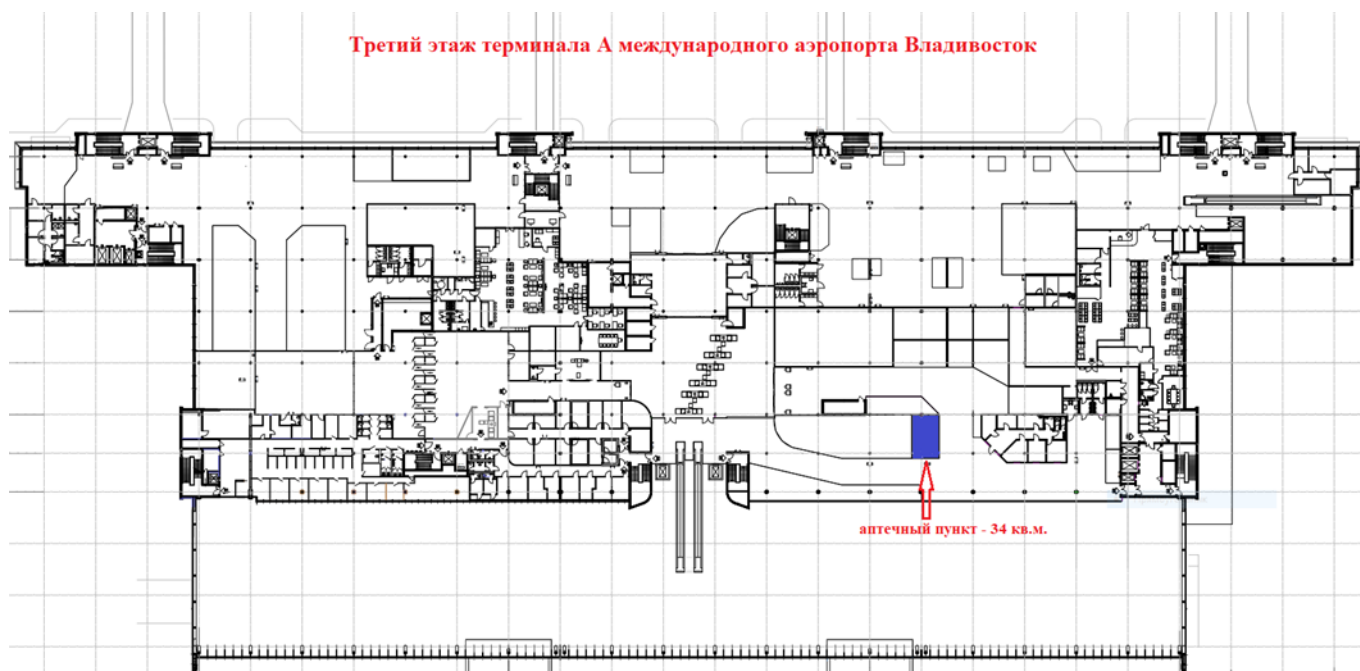 Третий этаж терминала А международного аэропорта Владивосток
аптечный пункт - 34 кв.м.